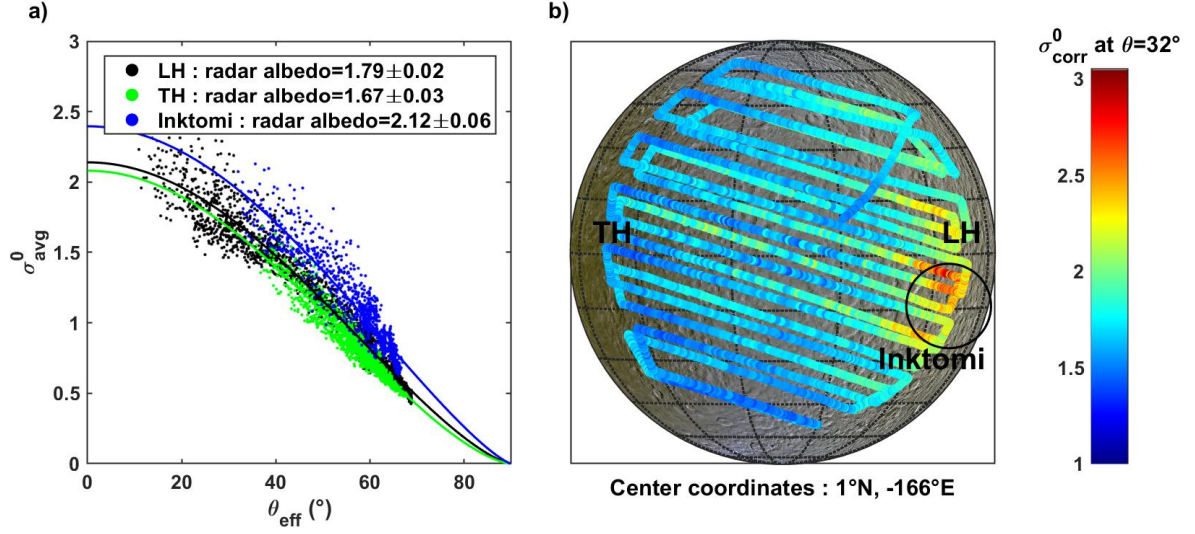 a)
3
2.5
2
1.5
1
0.5
0
0
20
40
60
80
σ⁰avg
θeff (°)
LH : radar albedo=1.79±0.02
TH : radar albedo=1.67±0.03
Inktomi : radar albedo=2.12±0.06
b)
TH
LH
Inktomi
Center coordinates : 1°N, -166°E
σ⁰corr at θ=32°
3
2.5
2
1.5
1